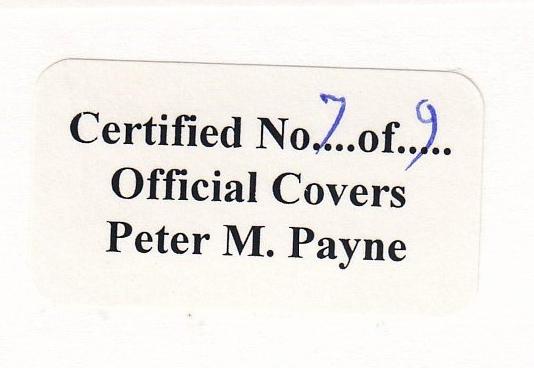 Certified No.7...of..9...
Official Covers
Peter M. Payne